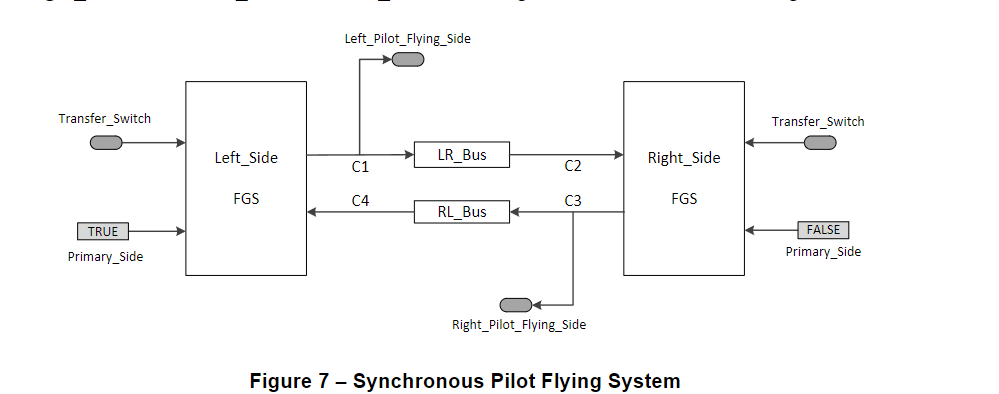 Left_Pilot_Flying_Side
Transfer_Switch
Transfer_Switch
Left_Side
FGS
LR_Bus
Right_Side
FGS
C1
C2
C4
C3
RL_Bus
TRUE
Primary_Side
FALSE
Primary_Side
Right_Pilot_Flying_Side
Figure 7 – Synchronous Pilot Flying System